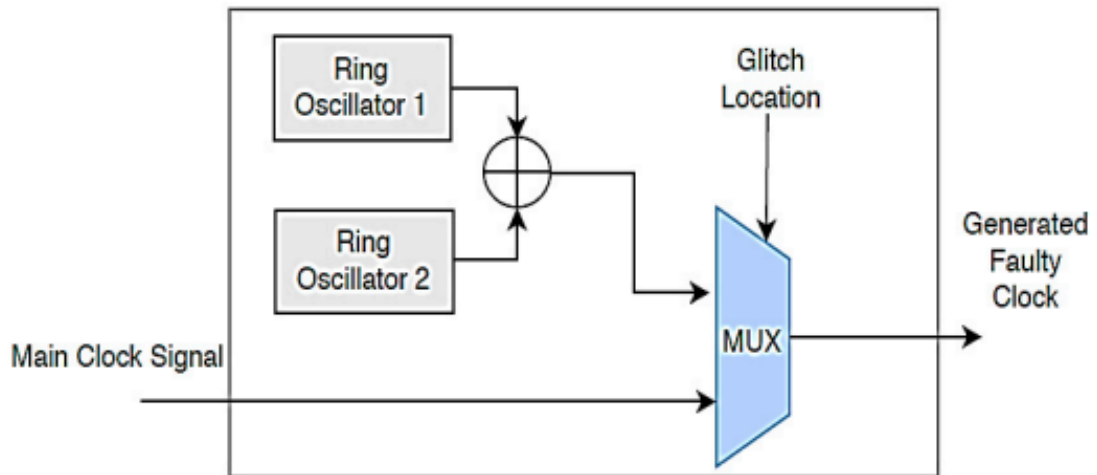 Ring
Oscillator 1
Glitch
Location
Ring
Oscillator 2
Generated
Faulty
Clock
MUX
Main Clock Signal